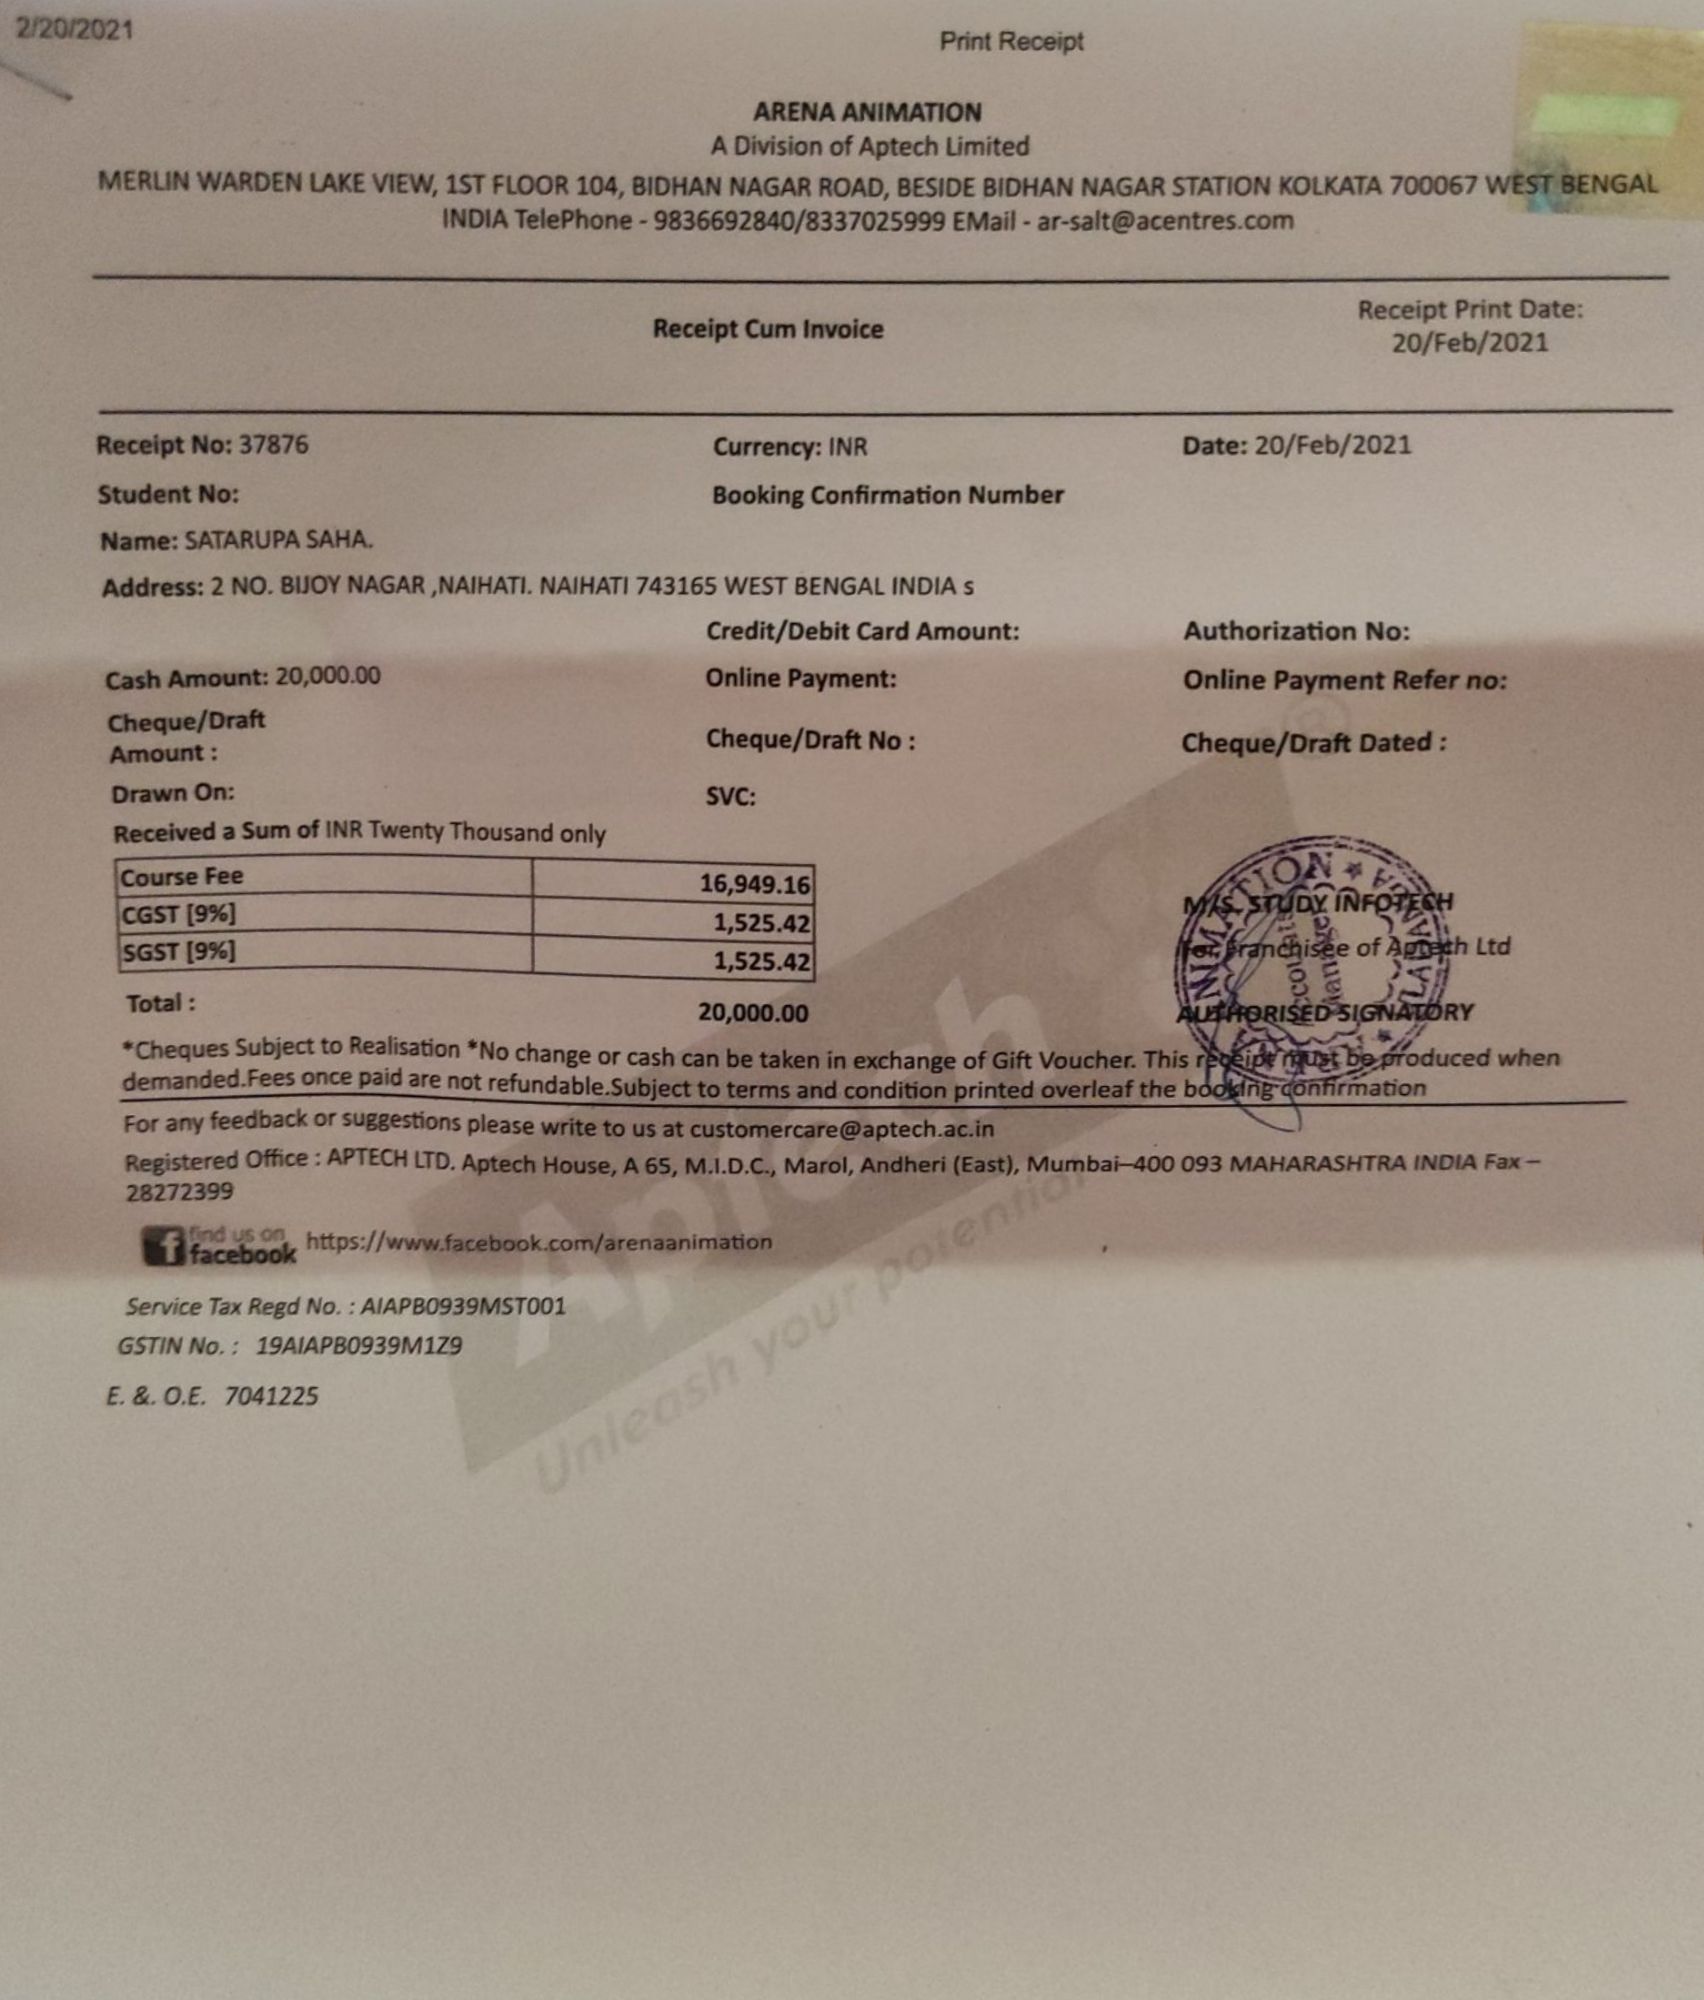 2/20/2021
Print Receipt
ARENA ANIMATION
A Division of Aptech Limited
MERLIN WARDEN LAKE VIEW, 1ST FLOOR 104, BIDHAN NAGAR ROAD, BESIDE BIDHAN NAGAR STATION KOLKATA 700067 WEST BENGAL
INDIA TelePhone - 9836692840/8337025999 EMail - ar-salt@acentres.com
Receipt Cum Invoice
Receipt Print Date:
20/Feb/2021
Receipt No: 37876 Currency: INR Date: 20/Feb/2021
Student No: Booking Confirmation Number
Name: SATARUPA SAHA.
Address: 2 NO. BIJOY NAGAR ,NAIHATI. NAIHATI 743165 WEST BENGAL INDIA s
Credit/Debit Card Amount: Authorization No:
Cash Amount: 20,000.00 Online Payment: Online Payment Refer no:
Cheque/Draft
Amount : Cheque/Draft No : Cheque/Draft Dated :
Drawn On: SVC:
Received a Sum of INR Twenty Thousand only
Course Fee 16,949.16
CGST [9%] 1,525.42
SGST [9%] 1,525.42
Total : 20,000.00
M/S. STUDY INFOTECH
for Franchisee of Aptech Ltd
AUTHORISED SIGNATORY
*Cheques Subject to Realisation *No change or cash can be taken in exchange of Gift Voucher. This receipt must be produced when
demanded.Fees once paid are not refundable.Subject to terms and condition printed overleaf the booking confirmation
For any feedback or suggestions please write to us at customercare@aptech.ac.in
Registered Office : APTECH LTD. Aptech House, A 65, M.I.D.C., Marol, Andheri (East), Mumbai–400 093 MAHARASHTRA INDIA Fax –
28272399
find us on
facebook https://www.facebook.com/arenaanimation
Service Tax Regd No. : AIAPB0939MST001
GSTIN No. : 19AIAPB0939M1Z9
E. &. O.E. 7041225
Aptech
Unleash your potential